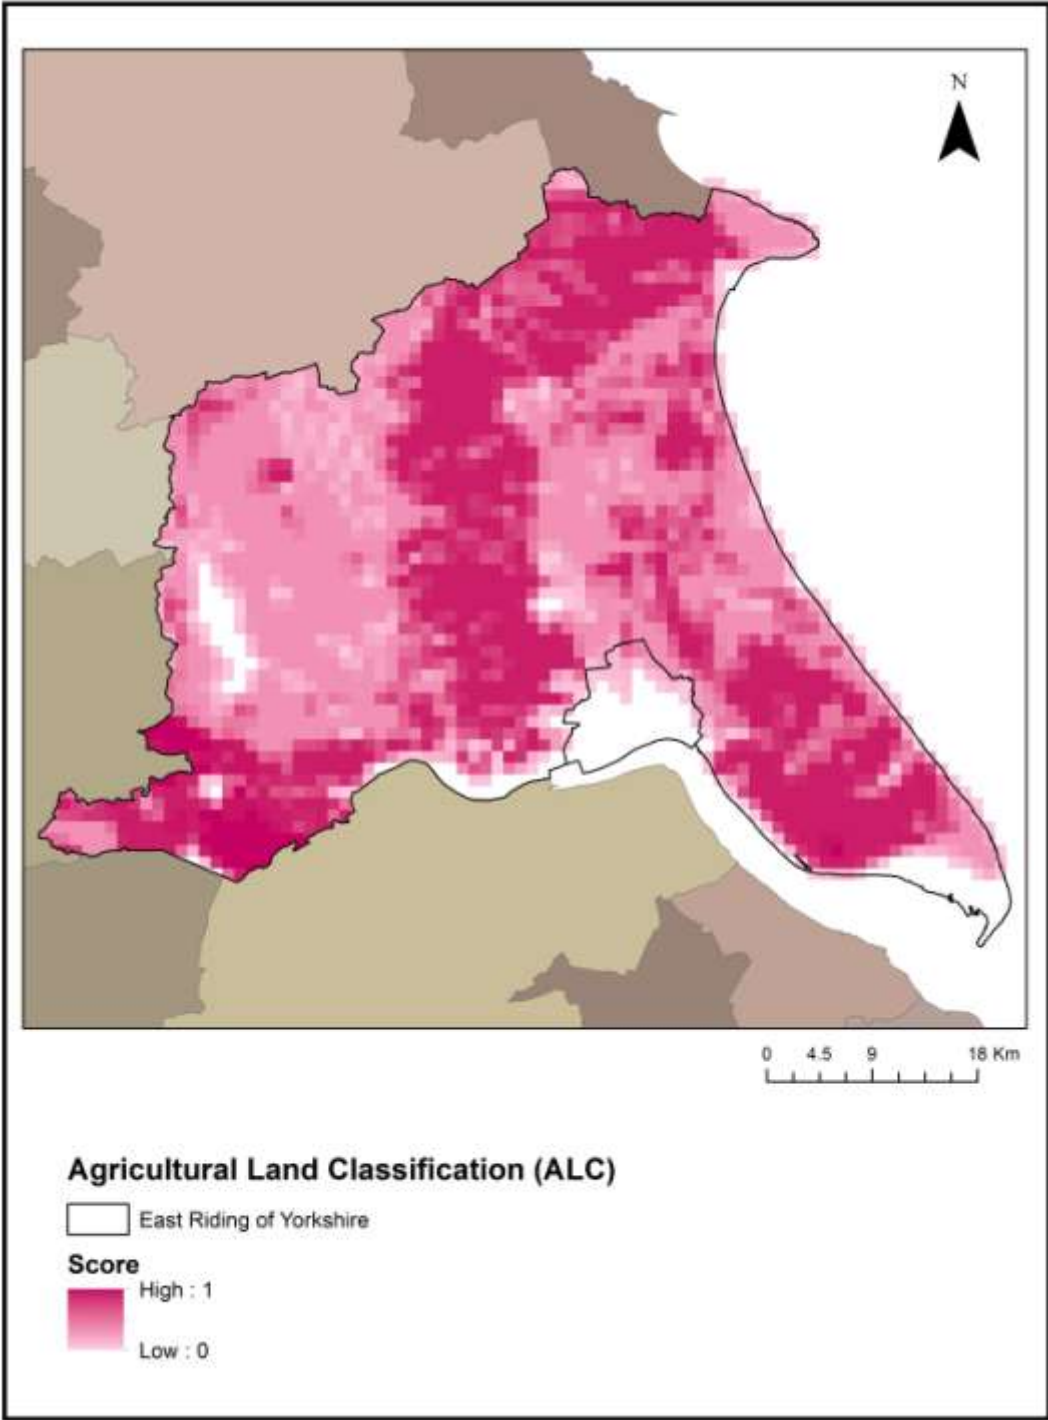 N
0 4.5 9 18 Km
Agricultural Land Classification (ALC)
East Riding of Yorkshire
Score
High : 1
Low : 0